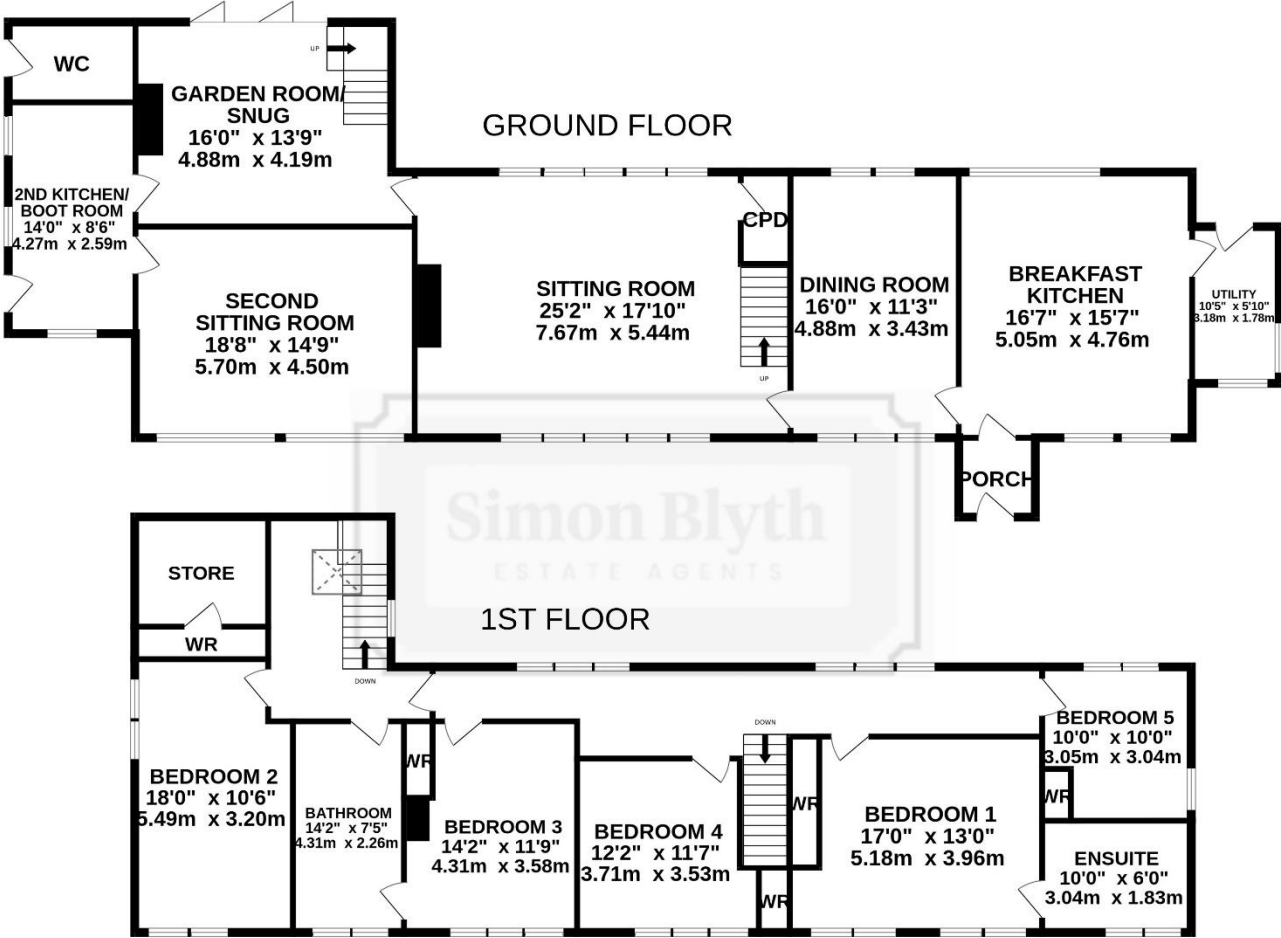 WC
UP
GARDEN ROOM/
SNUG
16'0" x 13'9"
4.88m x 4.19m
GROUND FLOOR
2ND KITCHEN/
BOOT ROOM
14'0" x 8'6"
4.27m x 2.59m
SECOND
SITTING ROOM
18'8" x 14'9"
5.70m x 4.50m
SITTING ROOM
25'2" x 17'10"
7.67m x 5.44m
CPD
UP
DINING ROOM
16'0" x 11'3"
4.88m x 3.43m
BREAKFAST
KITCHEN
16'7" x 15'7"
5.05m x 4.76m
UTILITY
10'5" x 5'10"
3.18m x 1.78m
PORCH
Simon Blyth
ESTATE AGENTS
1ST FLOOR
STORE
WR
DOWN
BEDROOM 2
18'0" x 10'6"
5.49m x 3.20m
BATHROOM
14'2" x 7'5"
4.31m x 2.26m
WR
BEDROOM 3
14'2" x 11'9"
4.31m x 3.58m
BEDROOM 4
12'2" x 11'7"
3.71m x 3.53m
DOWN
WR
WR
BEDROOM 1
17'0" x 13'0"
5.18m x 3.96m
BEDROOM 5
10'0" x 10'0"
3.05m x 3.04m
WR
ENSUITE
10'0" x 6'0"
3.04m x 1.83m